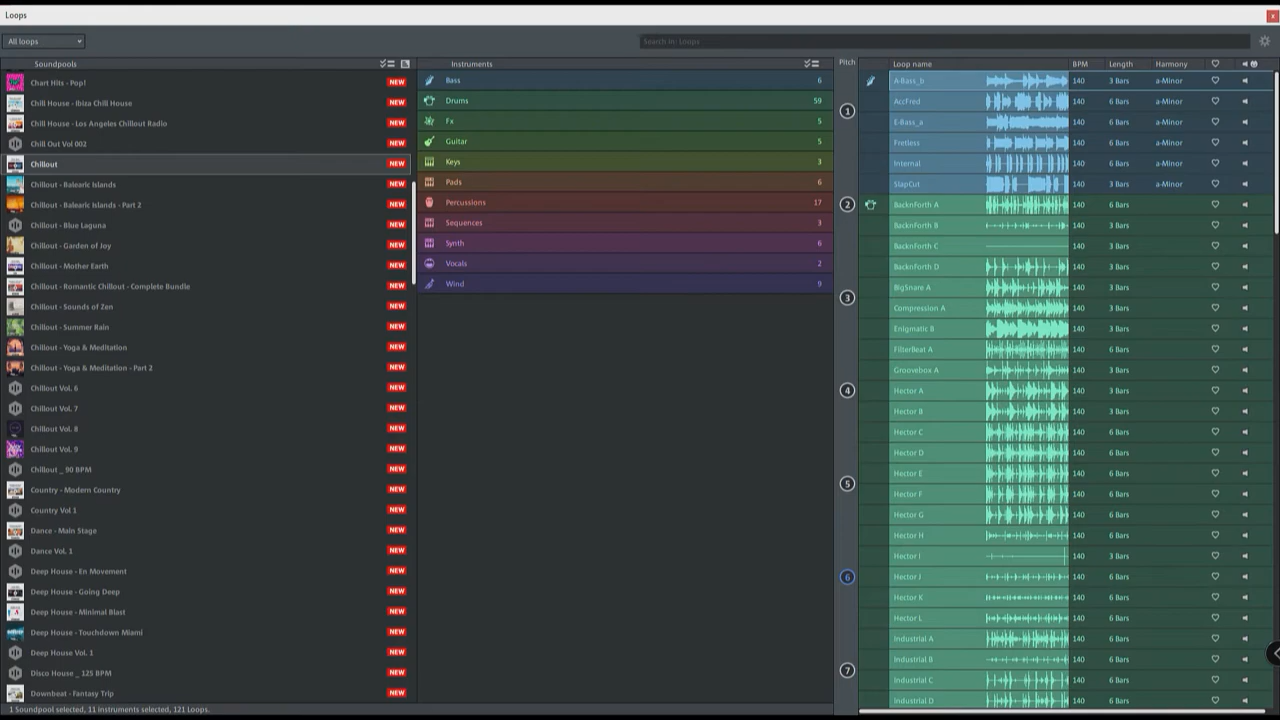 Loops
All loops
Search in: Loops
Soundpools
Chart Hits - Pop! NEW
Chill House - Ibiza Chill House NEW
Chill House - Los Angeles Chillout Radio NEW
Chill Out Vol 002 NEW
Chillout NEW
Chillout - Balearic Islands NEW
Chillout - Balearic Islands - Part 2 NEW
Chillout - Blue Laguna NEW
Chillout - Garden of Joy NEW
Chillout - Mother Earth NEW
Chillout - Romantic Chillout - Complete Bundle NEW
Chillout - Sounds of Zen NEW
Chillout - Summer Rain NEW
Chillout - Yoga & Meditation NEW
Chillout - Yoga & Meditation - Part 2 NEW
Chillout Vol. 6 NEW
Chillout Vol. 7 NEW
Chillout Vol. 8 NEW
Chillout Vol. 9 NEW
Chillout _ 90 BPM NEW
Country - Modern Country NEW
Country Vol 1 NEW
Dance - Main Stage NEW
Dance Vol. 1 NEW
Deep House - En Movement NEW
Deep House - Going Deep NEW
Deep House - Minimal Blast NEW
Deep House - Touchdown Miami NEW
Deep House Vol. 1 NEW
Disco House _ 125 BPM NEW
Downbeat - Fantasy Trip NEW
1 Soundpool selected, 11 Instruments selected, 121 Loops.
Instruments
Bass 6
Drums 59
Fx 5
Guitar 5
Keys 3
Pads 6
Percussions 17
Sequences 3
Synth 6
Vocals 2
Wind 9
Pitch
1
2
3
4
5
6
7
Loop name BPM Length Harmony
A-Bass_b 140 3 Bars a-Minor
AccFred 140 3 Bars a-Minor
E-Bass_a 140 3 Bars a-Minor
Fretless 140 3 Bars a-Minor
Internal 140 3 Bars a-Minor
SlapCut 140 3 Bars a-Minor
BacknForth A 140 6 Bars
BacknForth B 140 3 Bars
BacknForth C 140 3 Bars
BacknForth D 140 3 Bars
BigSnare A 140 3 Bars
Compression A 140 3 Bars
Enigmatic B 140 3 Bars
FilterBeat A 140 6 Bars
Groovebox A 140 3 Bars
Hector A 140 3 Bars
Hector B 140 3 Bars
Hector C 140 6 Bars
Hector D 140 6 Bars
Hector E 140 6 Bars
Hector F 140 6 Bars
Hector G 140 6 Bars
Hector H 140 6 Bars
Hector I 140 3 Bars
Hector J 140 6 Bars
Hector K 140 6 Bars
Hector L 140 6 Bars
Industrial A 140 6 Bars
Industrial B 140 6 Bars
Industrial C 140 6 Bars
Industrial D 140 6 Bars